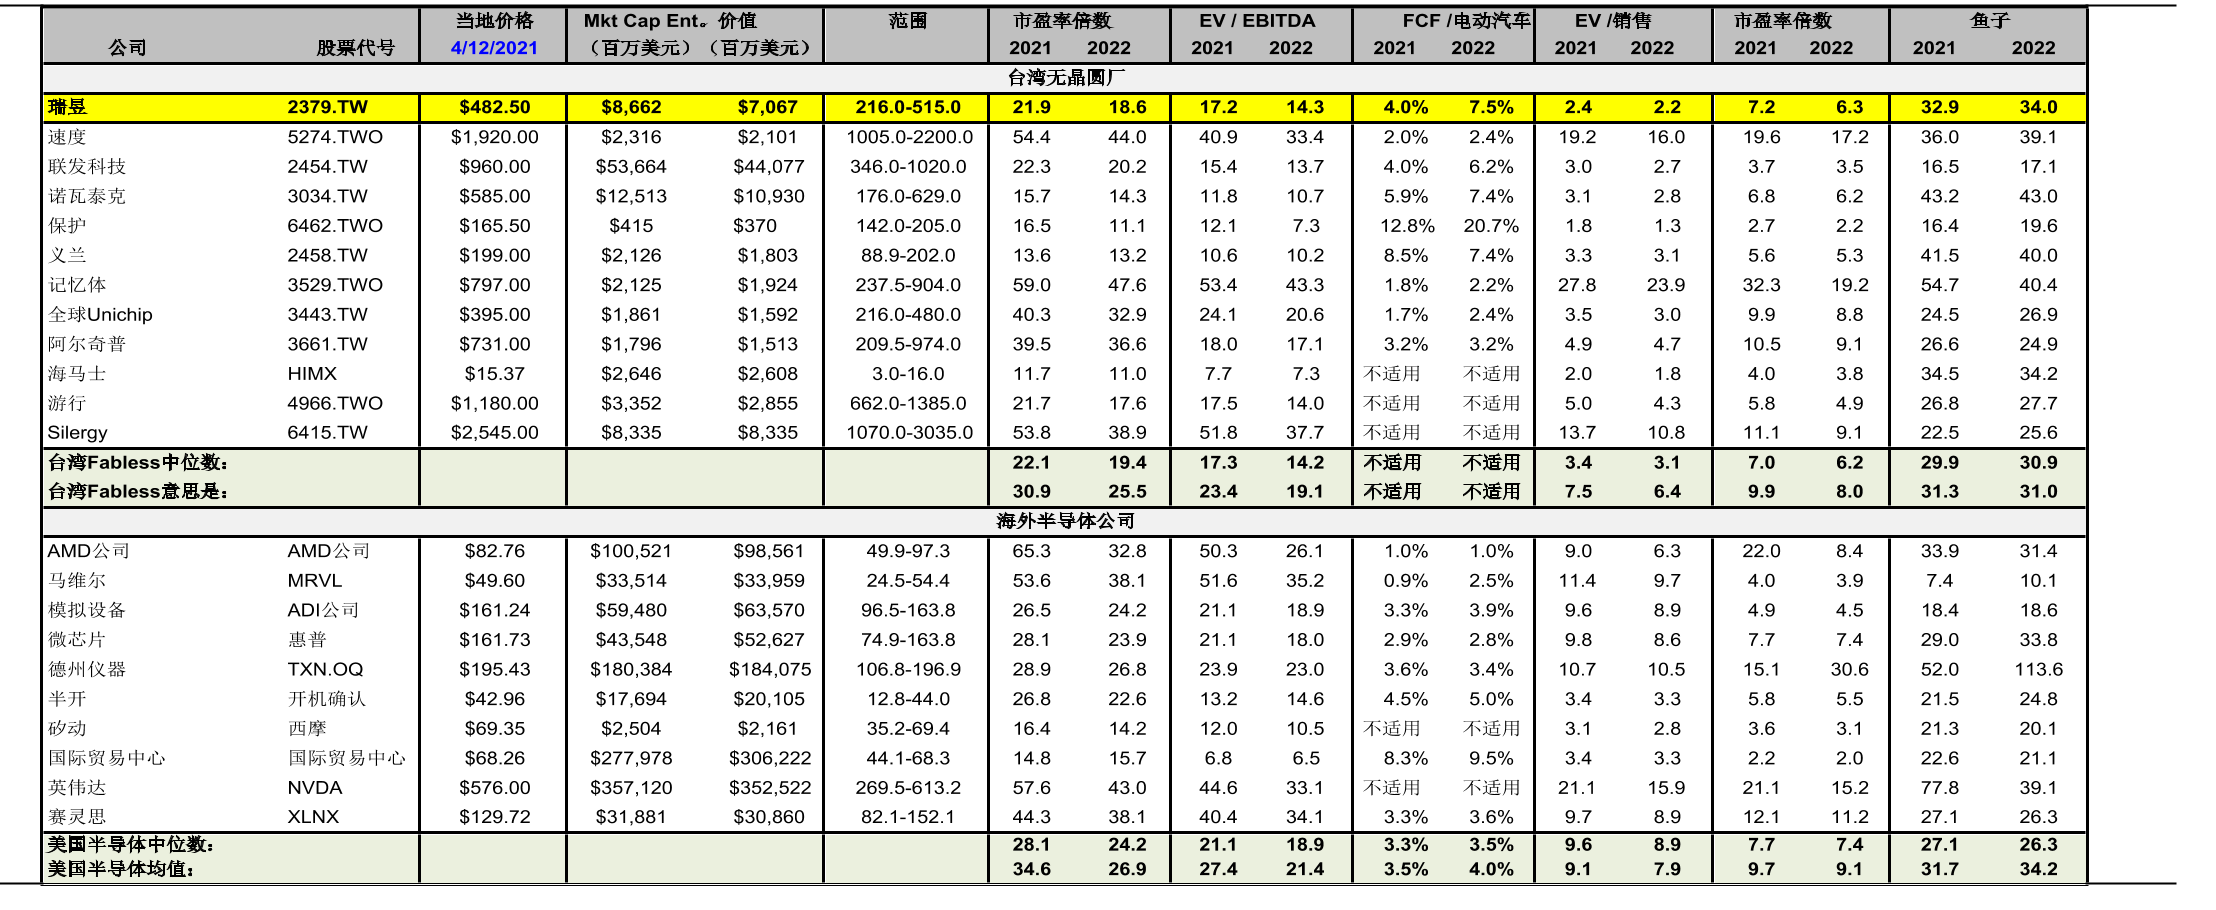 当地价格 Mkt Cap Ent。价值 范围 市盈率倍数 EV / EBITDA FCF /电动汽车 EV /销售 市盈率倍数 鱼子
公司 股票代号 4/12/2021 （百万美元）（百万美元） 2021 2022 2021 2022 2021 2022 2021 2022 2021 2022 2021 2022
台湾无晶圆厂
瑞昱 2379.TW $482.50 $8,662 $7,067 216.0-515.0 21.9 18.6 17.2 14.3 4.0% 7.5% 2.4 2.2 7.2 6.3 32.9 34.0
速度 5274.TWO $1,920.00 $2,316 $2,101 1005.0-2200.0 54.4 44.0 40.9 33.4 2.0% 2.4% 19.2 16.0 19.6 17.2 36.0 39.1
联发科技 2454.TW $960.00 $53,664 $44,077 346.0-1020.0 22.3 20.2 15.4 13.7 4.0% 6.2% 3.0 2.7 3.7 3.5 16.5 17.1
诺瓦泰克 3034.TW $585.00 $12,513 $10,930 176.0-629.0 15.7 14.3 11.8 10.7 5.9% 7.4% 3.1 2.8 6.8 6.2 43.2 43.0
保护 6462.TWO $165.50 $415 $370 142.0-205.0 16.5 11.1 12.1 7.3 12.8% 20.7% 1.8 1.3 2.7 2.2 16.4 19.6
义兰 2458.TW $199.00 $2,126 $1,803 88.9-202.0 13.6 13.2 10.6 10.2 8.5% 7.4% 3.3 3.1 5.6 5.3 41.5 40.0
记忆体 3529.TWO $797.00 $2,125 $1,924 237.5-904.0 59.0 47.6 53.4 43.3 1.8% 2.2% 27.8 23.9 32.3 19.2 54.7 40.4
全球Unichip 3443.TW $395.00 $1,861 $1,592 216.0-480.0 40.3 32.9 24.1 20.6 1.7% 2.4% 3.5 3.0 9.9 8.8 24.5 26.9
阿尔奇普 3661.TW $731.00 $1,796 $1,513 209.5-974.0 39.5 36.6 18.0 17.1 3.2% 3.2% 4.9 4.7 10.5 9.1 26.6 24.9
海马士 HIMX $15.37 $2,646 $2,608 3.0-16.0 11.7 11.0 7.7 7.3 不适用 不适用 2.0 1.8 4.0 3.8 34.5 34.2
游行 4966.TWO $1,180.00 $3,352 $2,855 662.0-1385.0 21.7 17.6 17.5 14.0 不适用 不适用 5.0 4.3 5.8 4.9 26.8 27.7
Silergy 6415.TW $2,545.00 $8,335 $8,335 1070.0-3035.0 53.8 38.9 51.8 37.7 不适用 不适用 13.7 10.8 11.1 9.1 22.5 25.6
台湾Fabless中位数： 22.1 19.4 17.3 14.2 不适用 不适用 3.4 3.1 7.0 6.2 29.9 30.9
台湾Fabless意思是： 30.9 25.5 23.4 19.1 不适用 不适用 7.5 6.4 9.9 8.0 31.3 31.0
海外半导体公司
AMD公司 AMD公司 $82.76 $100,521 $98,561 49.9-97.3 65.3 32.8 50.3 26.1 1.0% 1.0% 9.0 6.3 22.0 8.4 33.9 31.4
马维尔 MRVL $49.60 $33,514 $33,959 24.5-54.4 53.6 38.1 51.6 35.2 0.9% 2.5% 11.4 9.7 4.0 3.9 7.4 10.1
模拟设备 ADI公司 $161.24 $59,480 $63,570 96.5-163.8 26.5 24.2 21.1 18.9 3.3% 3.9% 9.6 8.9 4.9 4.5 18.4 18.6
微芯片 惠普 $161.73 $43,548 $52,627 74.9-163.8 28.1 23.9 21.1 18.0 2.9% 2.8% 9.8 8.6 7.7 7.4 29.0 33.8
德州仪器 TXN.OQ $195.43 $180,384 $184,075 106.8-196.9 28.9 26.8 23.9 23.0 3.6% 3.4% 10.7 10.5 15.1 30.6 52.0 113.6
半开 开机确认 $42.96 $17,694 $20,105 12.8-44.0 26.8 22.6 13.2 14.6 4.5% 5.0% 3.4 3.3 5.8 5.5 21.5 24.8
矽动 西摩 $69.35 $2,504 $2,161 35.2-69.4 16.4 14.2 12.0 10.5 不适用 不适用 3.1 2.8 3.6 3.1 21.3 20.1
国际贸易中心 国际贸易中心 $68.26 $277,978 $306,222 44.1-68.3 14.8 15.7 6.8 6.5 8.3% 9.5% 3.4 3.3 2.2 2.0 22.6 21.1
英伟达 NVDA $576.00 $357,120 $352,522 269.5-613.2 57.6 43.0 44.6 33.1 不适用 不适用 21.1 15.9 21.1 15.2 77.8 39.1
赛灵思 XLNX $129.72 $31,881 $30,860 82.1-152.1 44.3 38.1 40.4 34.1 3.3% 3.6% 9.7 8.9 12.1 11.2 27.1 26.3
美国半导体中位数： 28.1 24.2 21.1 18.9 3.3% 3.5% 9.6 8.9 7.7 7.4 27.1 26.3
美国半导体均值： 34.6 26.9 27.4 21.4 3.5% 4.0% 9.1 7.9 9.7 9.1 31.7 34.2